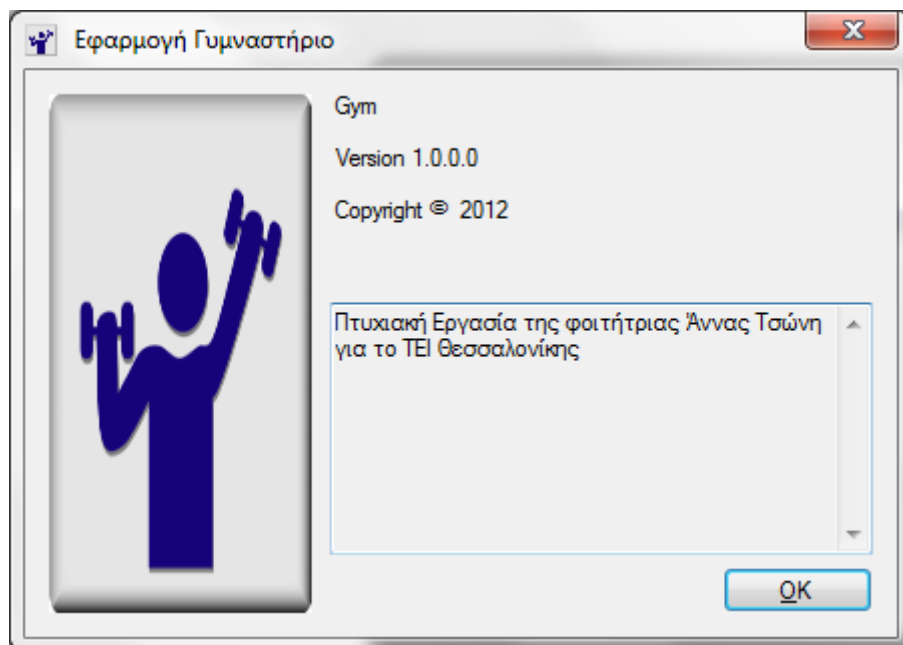 Εφαρμογή Γυμναστήριο
Gym
Version 1.0.0.0
Copyright © 2012
Πτυχιακή Εργασία της φοιτήτριας Άννας Τσώνη
για το ΤΕΙ Θεσσαλονίκης
OK